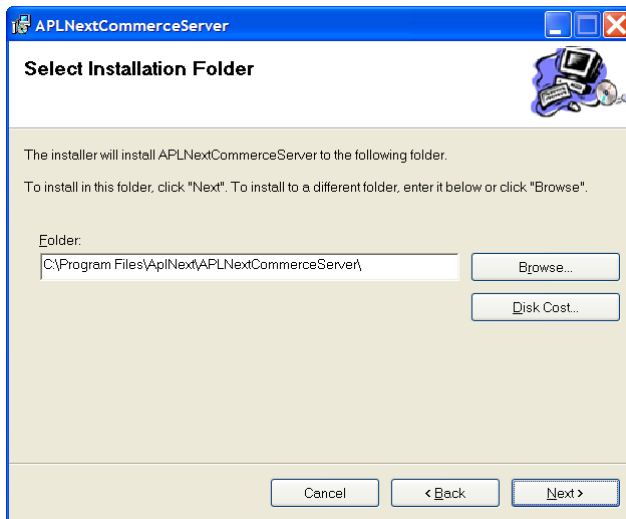 APLNextCommerceServer
Select Installation Folder
The installer will install APLNextCommerceServer to the following folder.
To install in this folder, click "Next". To install to a different folder, enter it below or click "Browse".
Folder:
C:\Program Files\AplNext\APLNextCommerceServer\
Browse...
Disk Cost...
Cancel
< Back
Next >